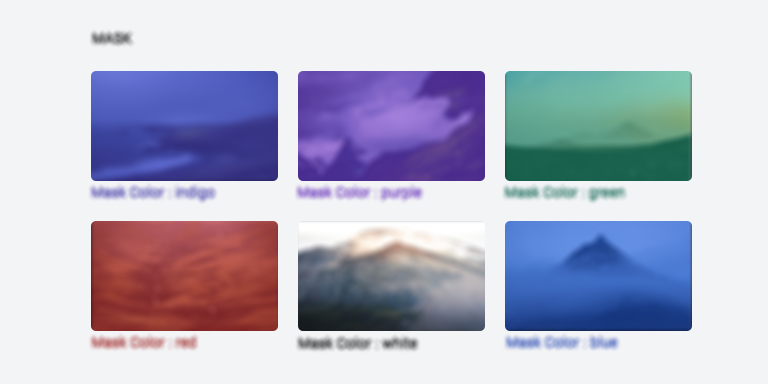 MASK
Mask Color : indigo
Mask Color : purple
Mask Color : green
Mask Color : red
Mask Color : white
Mask Color : blue